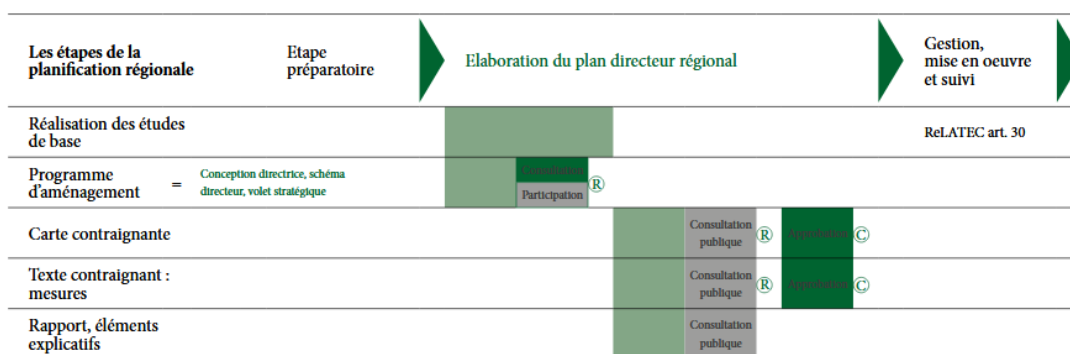 Les étapes de la
planification régionale
Etape
préparatoire
Elaboration du plan directeur régional
Gestion,
mise en oeuvre
et suivi
Réalisation des études
de base
ReLATEC art. 30
Programme
d'aménagement
=
Conception directrice, schéma
directeur, volet stratégique
Consultation
Participation
Ⓡ
Carte contraignante
Consultation
publique
Ⓡ
Approbation
Ⓒ
Texte contraignant :
mesures
Consultation
publique
Ⓡ
Approbation
Ⓒ
Rapport, éléments
explicatifs
Consultation
publique